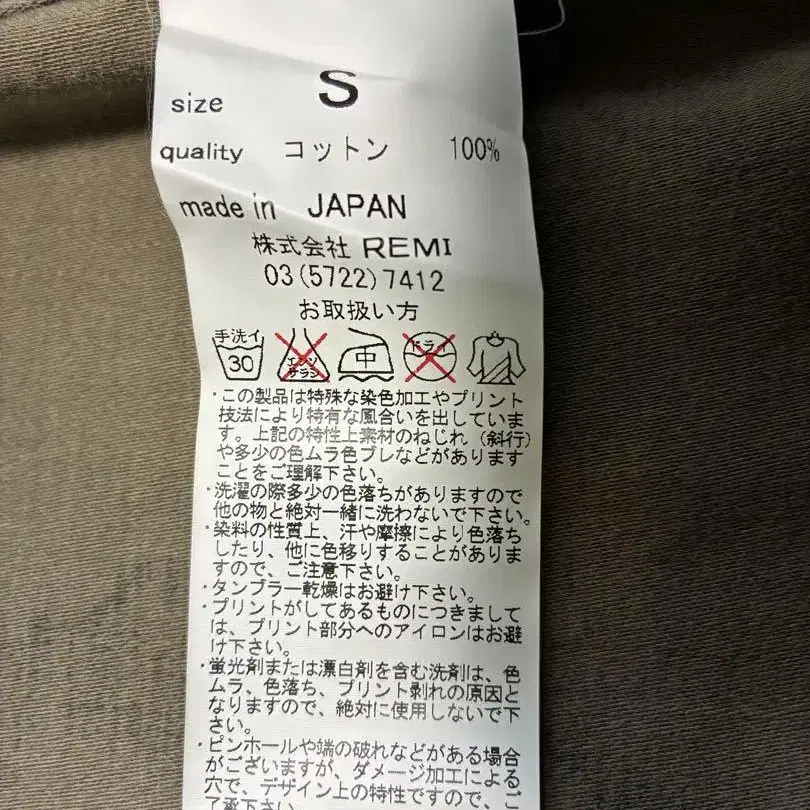 size S
quality コットン 100%
made in JAPAN
株式会社 REMI
03(5722)7412
お取扱い方
手洗イ 30 エンソ サラシ 中 ドライ
・この製品は特殊な染色加工やプリント
技法により特有な風合いを出していま
す。上記の特性上素材のねじれ（斜行）
や多少の色ムラ色ブレなどがあります
ことをご理解下さい。
・洗濯の際多少の色落ちがありますので
他の物と絶対一緒に洗わないで下さい。
・染料の性質上、汗や摩擦により色落ち
したり、他に色移りすることがありま
すので、ご注意下さい。
・タンブラー乾燥はお避け下さい。
・プリントがしてあるものにつきまして
は、プリント部分へのアイロンはお避
け下さい。
・蛍光剤または漂白剤を含む洗剤は、色
ムラ、色落ち、プリント剥れの原因と
なりますので、絶対に使用しないで下
さい。
・ピンホールや端の破れなどがある場合
がございますが、ダメージ加工による
穴で、デザイン上の特性ですので、ご
了承下さい